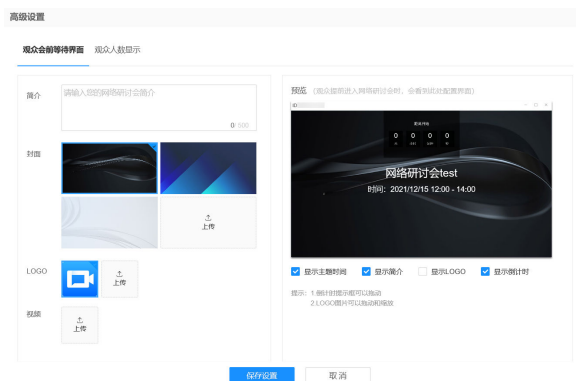 高级设置
观众会前等待界面 观众人数显示
简介 请输入您的网络研讨会简介
0/ 500
封面
上传
LOGO
上传
视频
上传
预览 (观众提前进入网络研讨会时，会看到此处配置界面)
ID
0 0 0 0
网络研讨会test
时间：2021/12/15 12:00 - 14:00
显示主题时间 显示简介 显示LOGO 显示倒计时
提示：1.倒计时提示框可以拖动
2.LOGO图片可以拖动和缩放
保存设置 取消